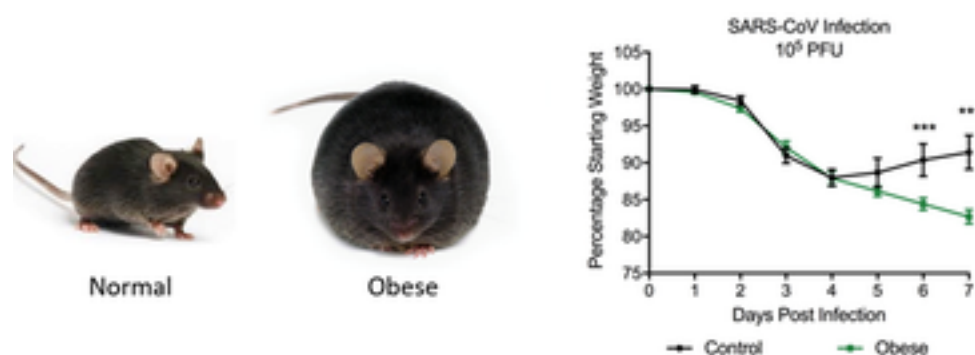 Normal
Obese
SARS-CoV Infection
10⁵ PFU
Percentage Starting Weight
105
100
95
90
85
80
75
***
**
0 1 2 3 4 5 6 7
Days Post Infection
Control Obese